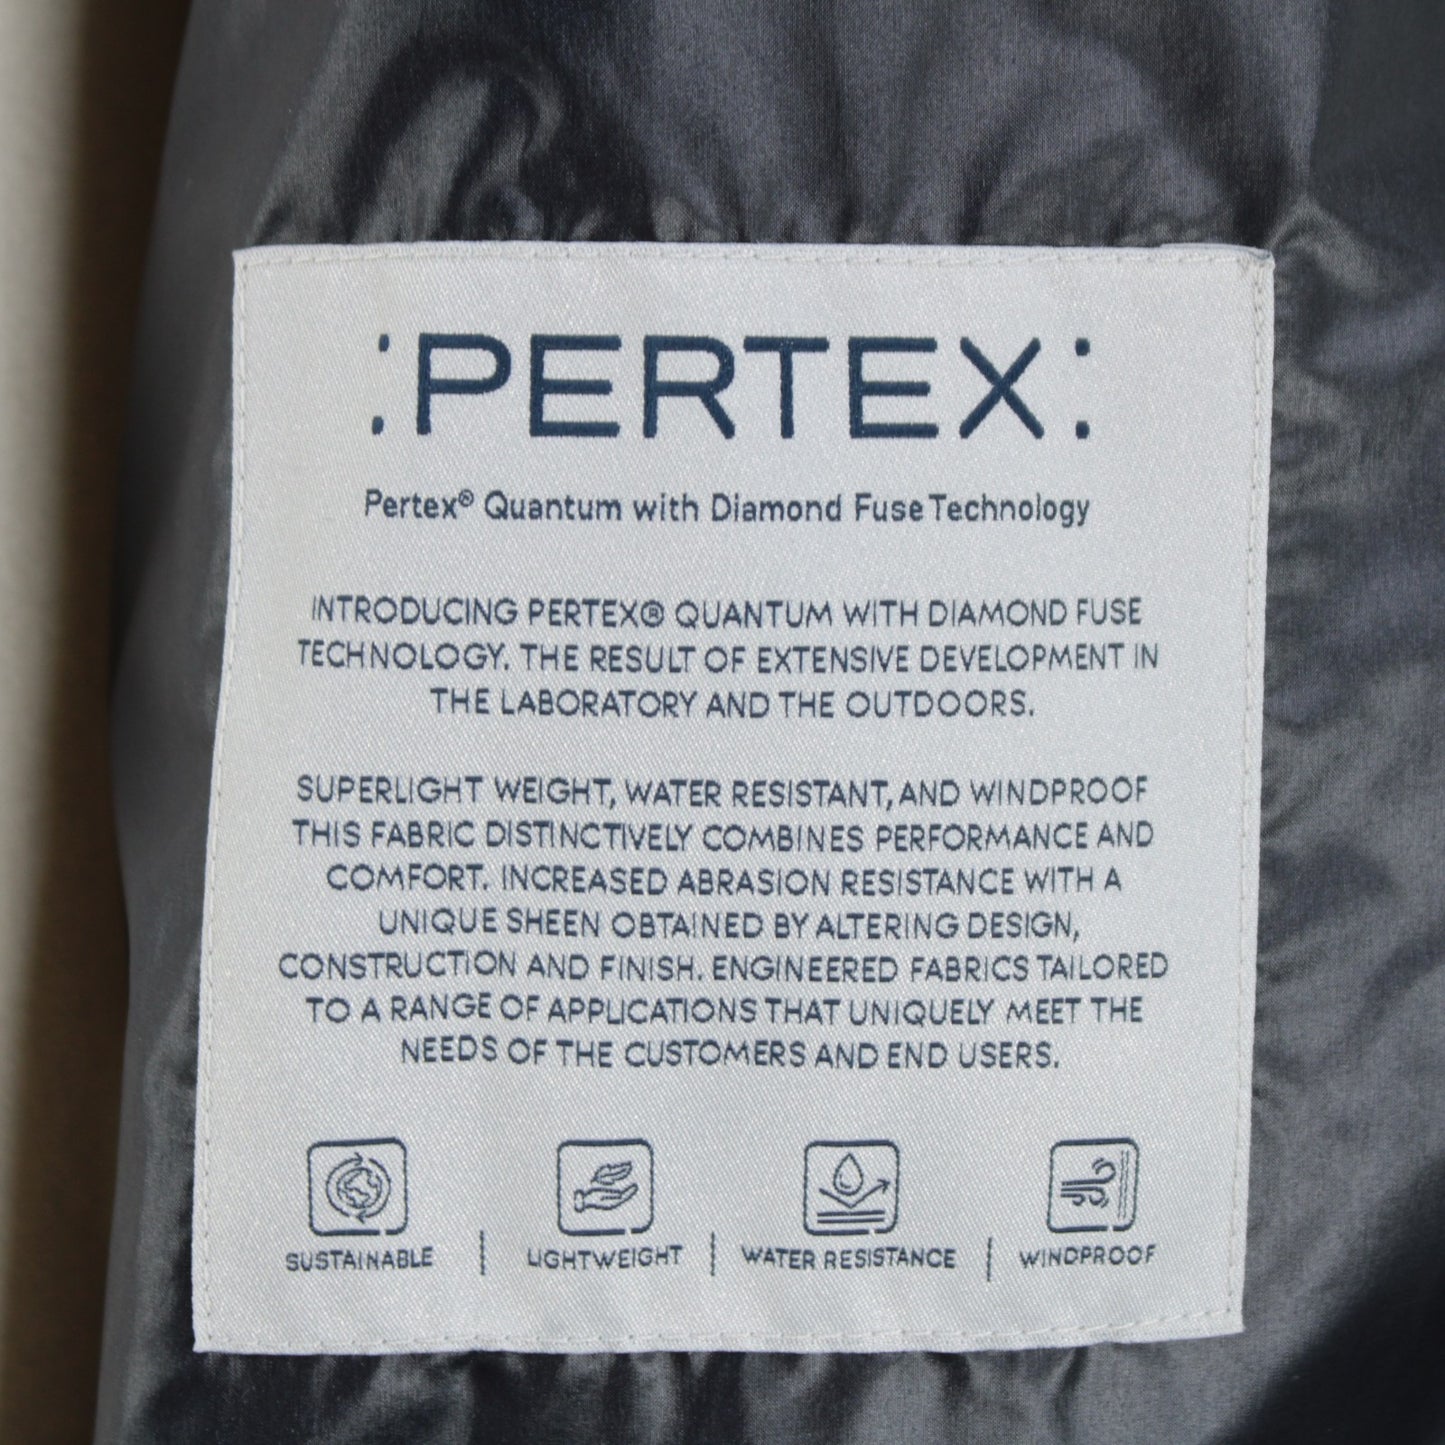 :PERTEX:
Pertex® Quantum with Diamond Fuse Technology
INTRODUCING PERTEX® QUANTUM WITH DIAMOND FUSE
TECHNOLOGY. THE RESULT OF EXTENSIVE DEVELOPMENT IN
THE LABORATORY AND THE OUTDOORS.
SUPERLIGHT WEIGHT, WATER RESISTANT, AND WINDPROOF
THIS FABRIC DISTINCTIVELY COMBINES PERFORMANCE AND
COMFORT. INCREASED ABRASION RESISTANCE WITH A
UNIQUE SHEEN OBTAINED BY ALTERING DESIGN,
CONSTRUCTION AND FINISH. ENGINEERED FABRICS TAILORED
TO A RANGE OF APPLICATIONS THAT UNIQUELY MEET THE
NEEDS OF THE CUSTOMERS AND END USERS.
SUSTAINABLE | LIGHTWEIGHT | WATER RESISTANCE | WINDPROOF